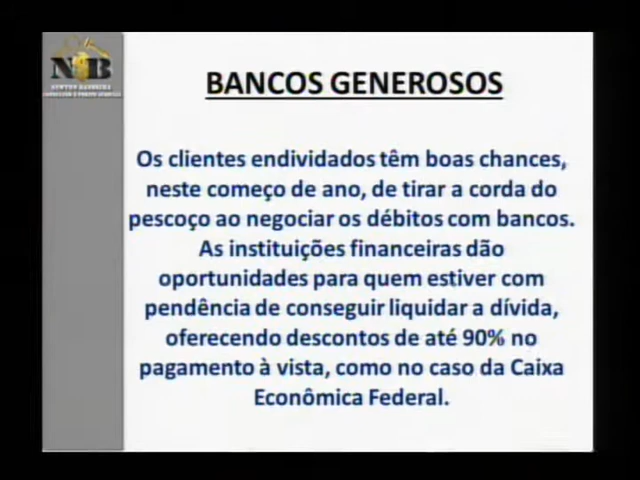 NB
BANCOS GENEROSOS
Os clientes endividados têm boas chances,
neste começo de ano, de tirar a corda do
pescoço ao negociar os débitos com bancos.
As instituições financeiras dão
oportunidades para quem estiver com
pendência de conseguir liquidar a dívida,
oferecendo descontos de até 90% no
pagamento à vista, como no caso da Caixa
Econômica Federal.